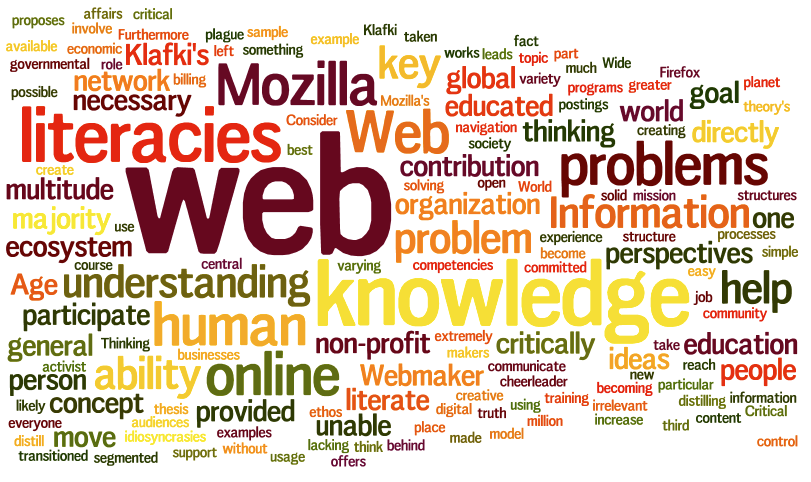 proposes affairs critical
involve Furthermore plague sample example Klafki taken fact
available economic Klafki's left something works leads topic part
governmental role network billing Mozilla key global variety much Wide
possible necessary Mozilla's educated programs greater Firefox planet
literacies Consider Web navigation postings world goal theory's
best society thinking creating directly
create web contribution problems
multitude solving open World solid mission structures
majority use organization Information one
ecosystem problem experience structure perspectives processes simple
course central varying competencies become committed easy
Age understanding knowledge job help
participate human community
general Thinking non-profit extremely critically take education
activist businesses makers ideas reach people
person ability online Webmaker communicate cheerleader new
likely concept thesis provided literate creative training becoming particular
everyone audiences ethos digital truth using irrelevant distilling information
distill move idiosyncrasies examples unable place million increase content Critical
transitioned segmented support without usage lacking think behind made model third control
offers